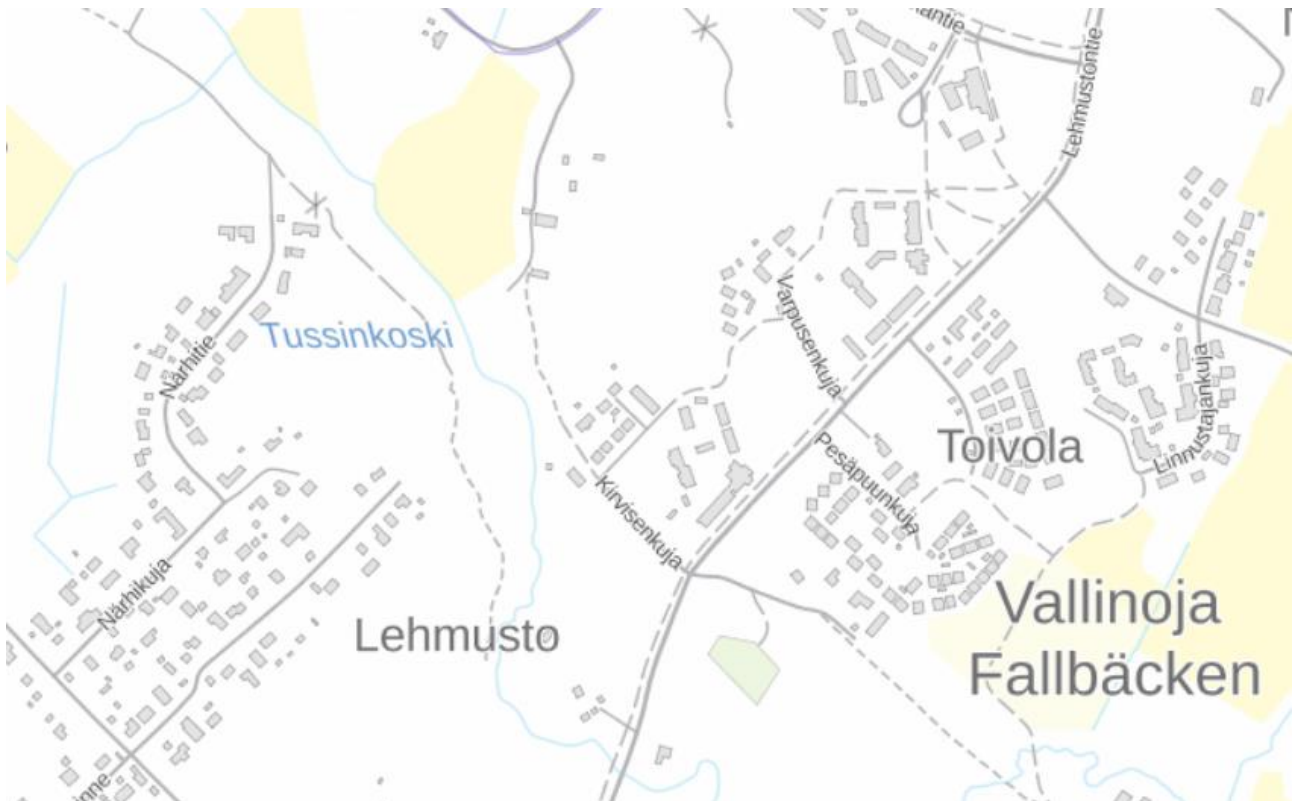 Lehmustontie
Tussinkoski
Närhitie
Varpusenkuja
Linnustajankuja
Toivola
Pesäpuunkuja
Kirvisenkuja
Närhikuja
Lehmusto
Vallinoja
Fallbäcken